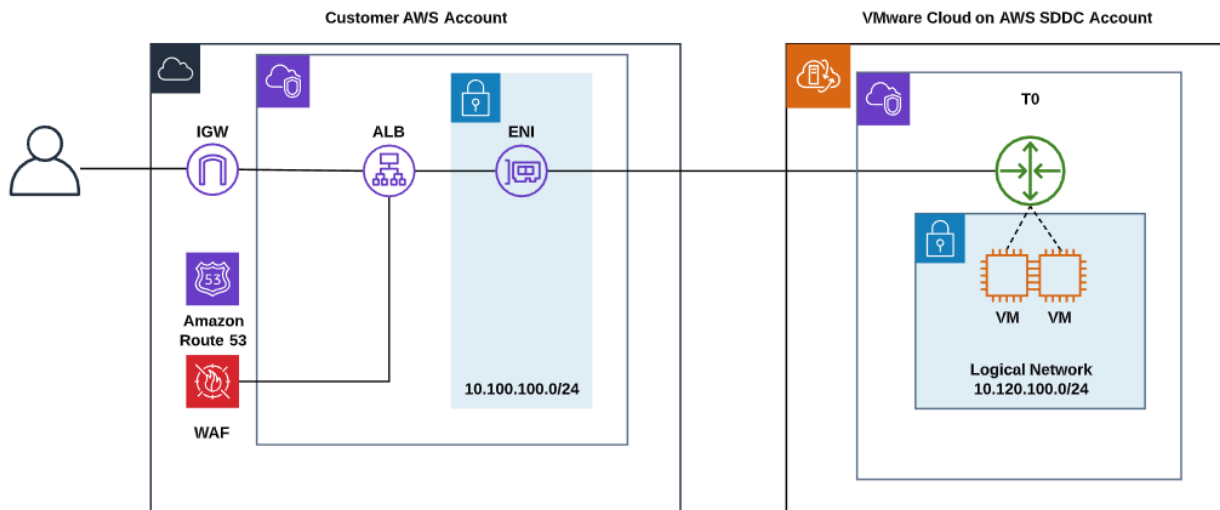 Customer AWS Account
VMware Cloud on AWS SDDC Account
IGW
ALB
ENI
T0
53
Amazon
Route 53
WAF
10.100.100.0/24
VM
VM
Logical Network
10.120.100.0/24